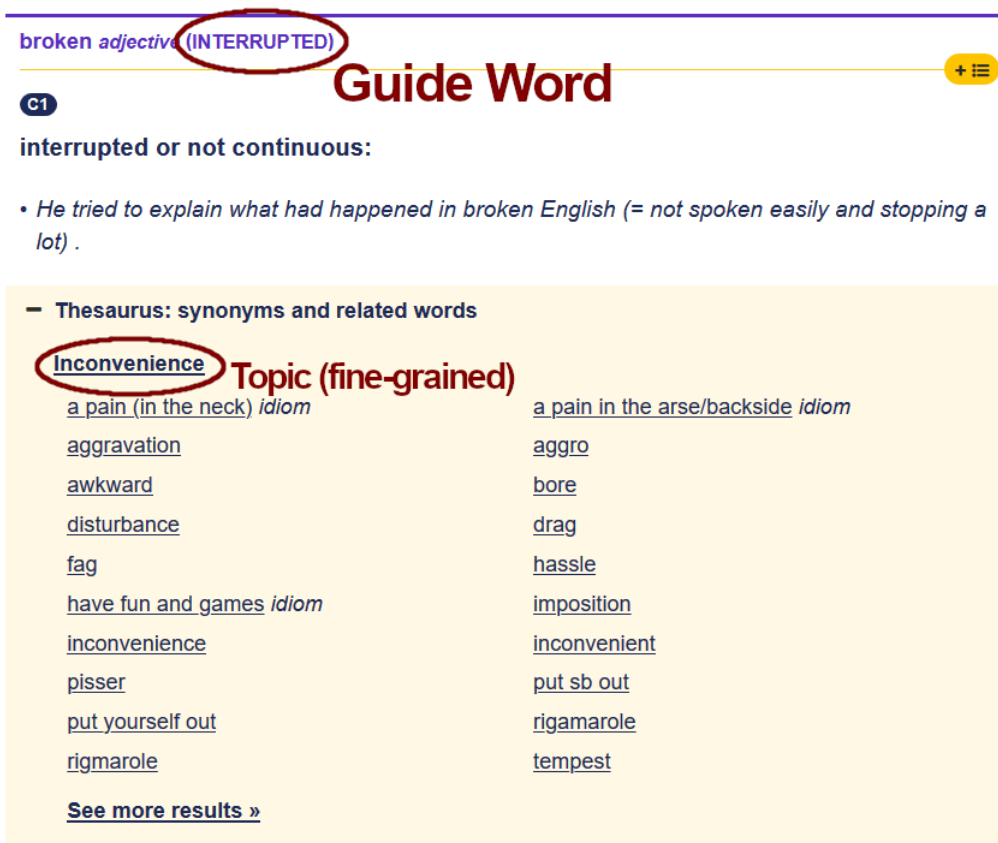 broken adjective (INTERRUPTED)
Guide Word
+
C1
interrupted or not continuous:
• He tried to explain what had happened in broken English (= not spoken easily and stopping a
lot) .
– Thesaurus: synonyms and related words
Inconvenience
Topic (fine-grained)
a pain (in the neck) idiom
a pain in the arse/backside idiom
aggravation
aggro
awkward
bore
disturbance
drag
fag
hassle
have fun and games idiom
imposition
inconvenience
inconvenient
pisser
put sb out
put yourself out
rigamarole
rigmarole
tempest
See more results »